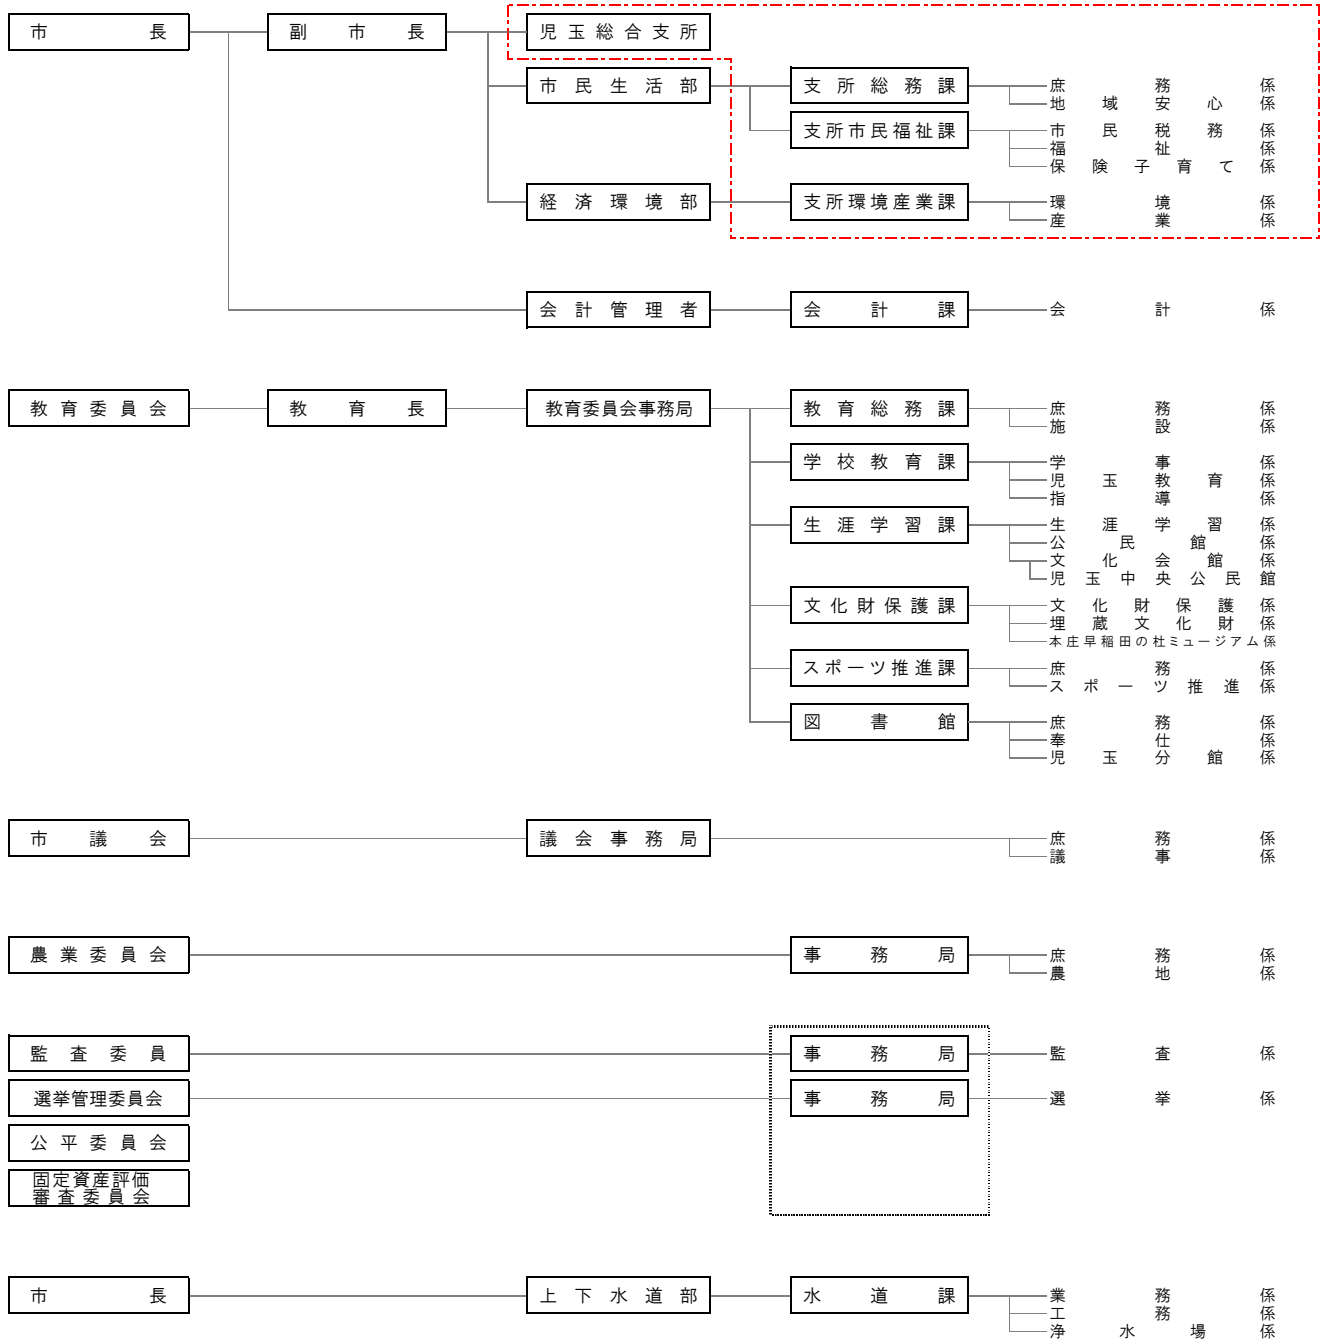 市長 副市長 児玉総合支所
市民生活部 支所総務課 庶務係
地域安心係
支所市民福祉課 市民税務係
福祉係
保険子育て係
経済環境部 支所環境産業課 環境係
産業係
会計管理者 会計課 会計係
教育委員会 教育長 教育委員会事務局 教育総務課 庶務係
施設係
学校教育課 学事係
児玉教育係
指導係
生涯学習課 生涯学習係
公民館係
文化会館係
児玉中央公民館
文化財保護課 文化財保護係
埋蔵文化財係
本庄早稲田の杜ミュージアム係
スポーツ推進課 庶務係
スポーツ推進係
図書館 庶務係
奉仕係
児玉分館係
市議会 議会事務局 庶務係
議事係
農業委員会 事務局 庶務係
農地係
監査委員 事務局 監査係
選挙管理委員会 事務局 選挙係
公平委員会
固定資産評価
審査委員会
市長 上下水道部 水道課 業務係
工務係
浄水場係